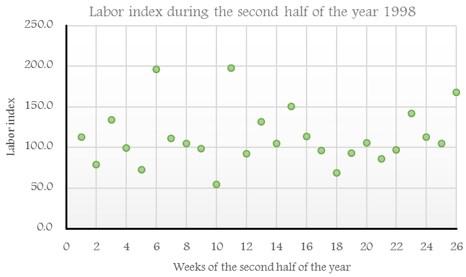 Labor index during the second half of the year 1998
250.0
200.0
150.0
100.0
50.0
0.0
Labor index
0 2 4 6 8 10 12 14 16 18 20 22 24 26
Weeks of the second half of the year